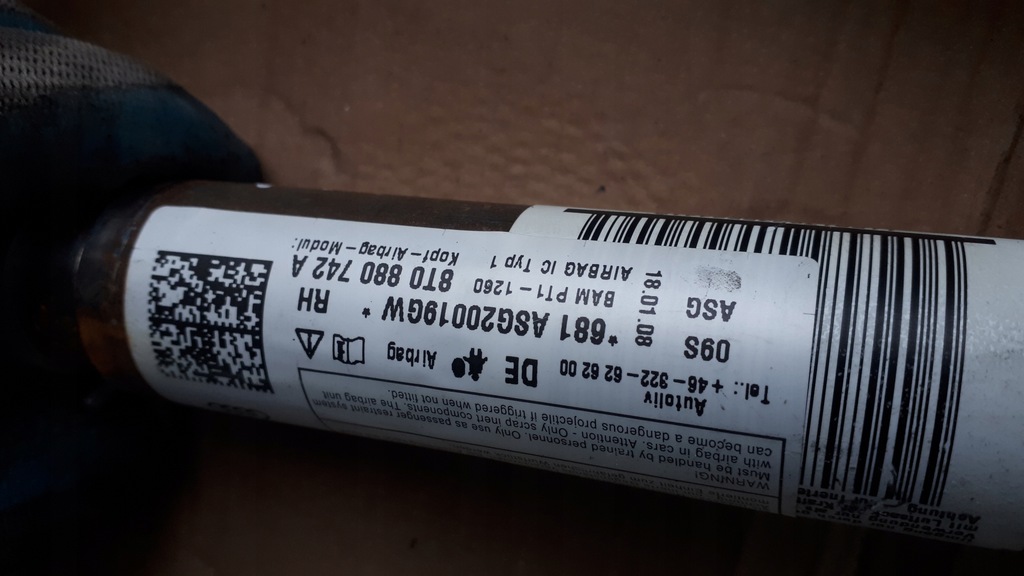 WARNING!
Must be handled by trained personnel. Only use as passenger restraint system
with airbag in cars. Attention - Only scrap inert components. The airbag unit
can become a dangerous projectile if triggered when not fitted.
Autoliv
Tel.: +46-322-62 62 00 DE Airbag
09S *681 ASG20019GW * RH
ASG 18.01.08 BAM PT1-1260 8T0 880 742 A
AIRBAG IC Typ 1 Kopf-Airbag-Modul: